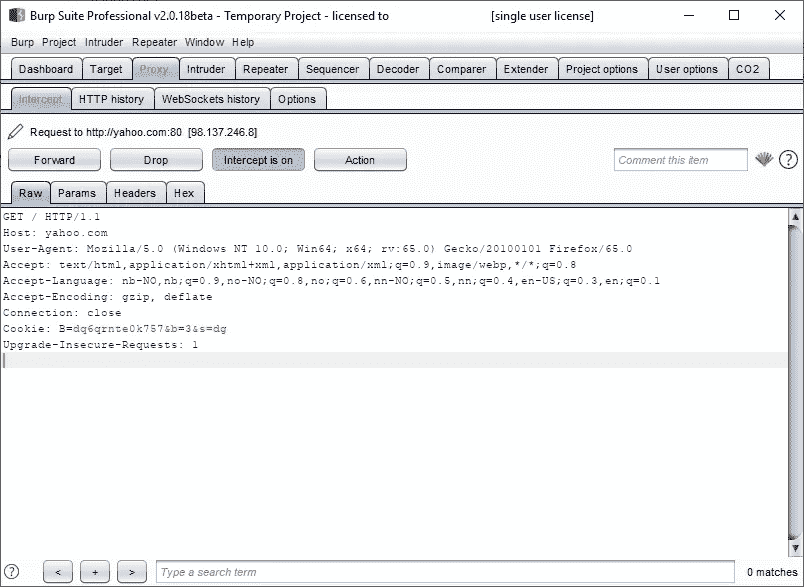 Burp Suite Professional v2.0.18beta - Temporary Project - licensed to [single user license]
Burp Project Intruder Repeater Window Help
Dashboard Target Proxy Intruder Repeater Sequencer Decoder Comparer Extender Project options User options CO2
Intercept HTTP history WebSockets history Options
Request to http://yahoo.com:80 [98.137.246.8]
Forward Drop Intercept is on Action Comment this item ?
Raw Params Headers Hex
GET / HTTP/1.1
Host: yahoo.com
User-Agent: Mozilla/5.0 (Windows NT 10.0; Win64; x64; rv:65.0) Gecko/20100101 Firefox/65.0
Accept: text/html,application/xhtml+xml,application/xml;q=0.9,image/webp,*/*;q=0.8
Accept-Language: nb-NO,nb;q=0.9,no-NO;q=0.8,no;q=0.6,nn-NO;q=0.5,nn;q=0.4,en-US;q=0.3,en;q=0.1
Accept-Encoding: gzip, deflate
Connection: close
Cookie: B=dq6qrnte0k757&b=3&s=dg
Upgrade-Insecure-Requests: 1
? < + > Type a search term 0 matches